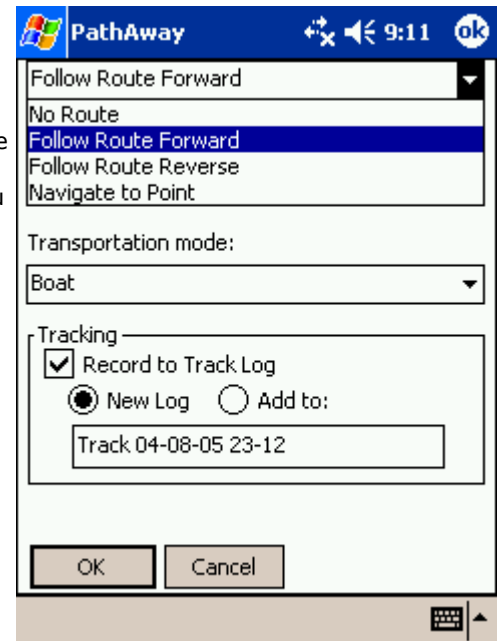 PathAway 9:11 ok
Follow Route Forward
No Route
Follow Route Forward
Follow Route Reverse
Navigate to Point
Transportation mode:
Boat
Tracking
Record to Track Log
New Log Add to:
Track 04-08-05 23-12
OK Cancel